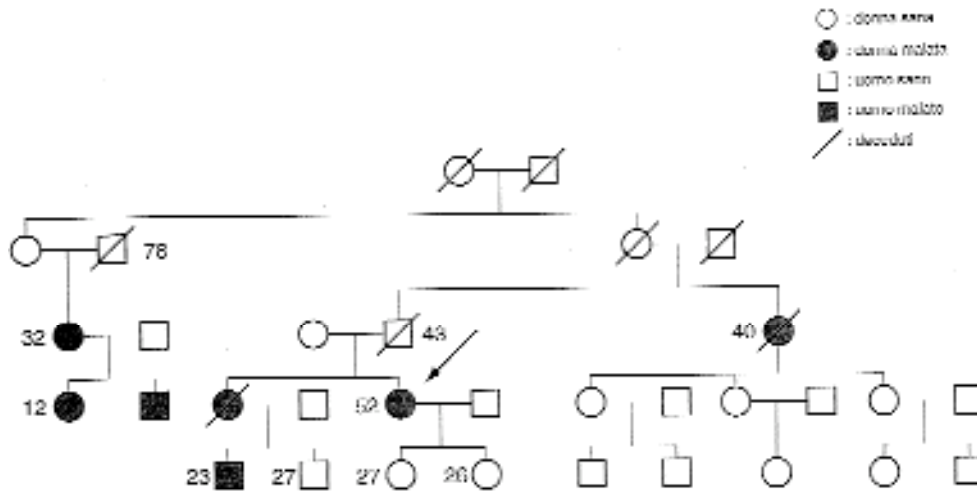 : donna sana
: donna malata
: uomo sano
: uomo malato
: deceduti
78
32
43
40
12
52
23
27
27
26